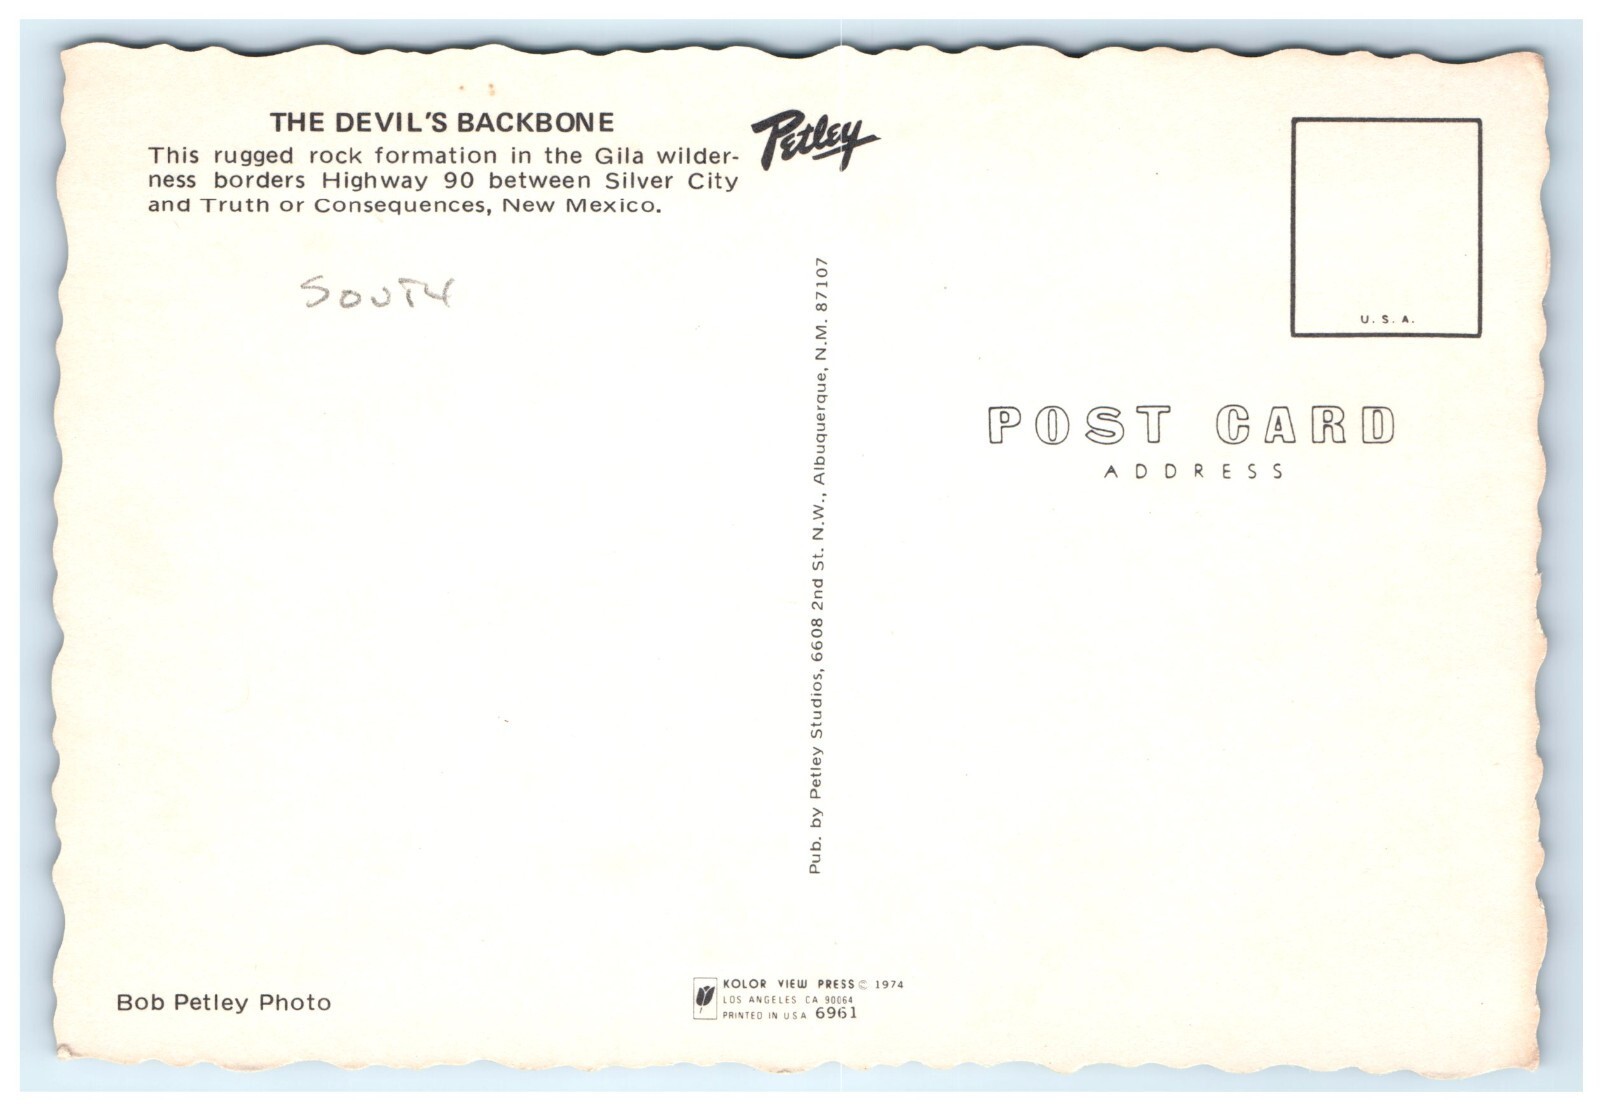 THE DEVIL'S BACKBONE
This rugged rock formation in the Gila wilder-
ness borders Highway 90 between Silver City
and Truth or Consequences, New Mexico.
SOUTH
Bob Petley Photo
Petley
Pub. by Petley Studios, 6608 2nd St. N.W., Albuquerque, N.M. 87107
KOLOR VIEW PRESS © 1974
LOS ANGELES CA 90064
PRINTED IN USA 6961
U. S. A.
POST CARD
ADDRESS